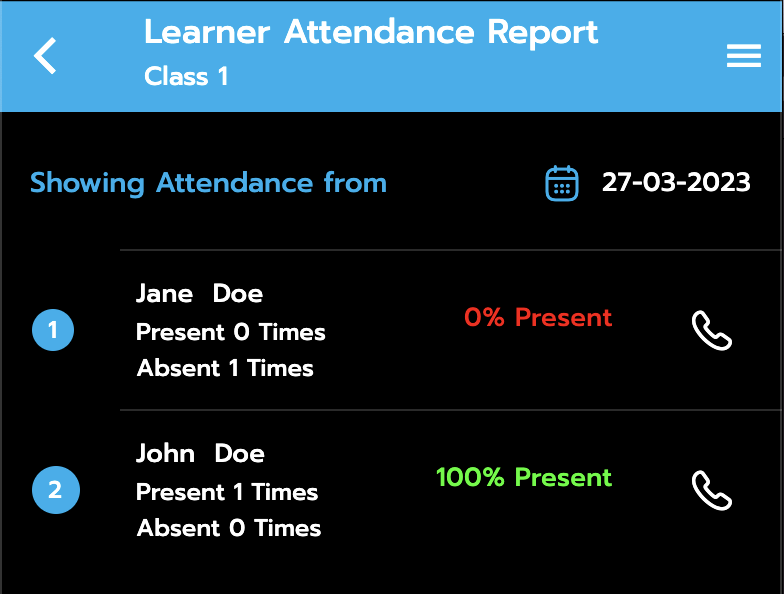 Learner Attendance Report
Class 1
Showing Attendance from 27-03-2023
Jane Doe
1 0% Present
Present 0 Times
Absent 1 Times
John Doe
2 100% Present
Present 1 Times
Absent 0 Times